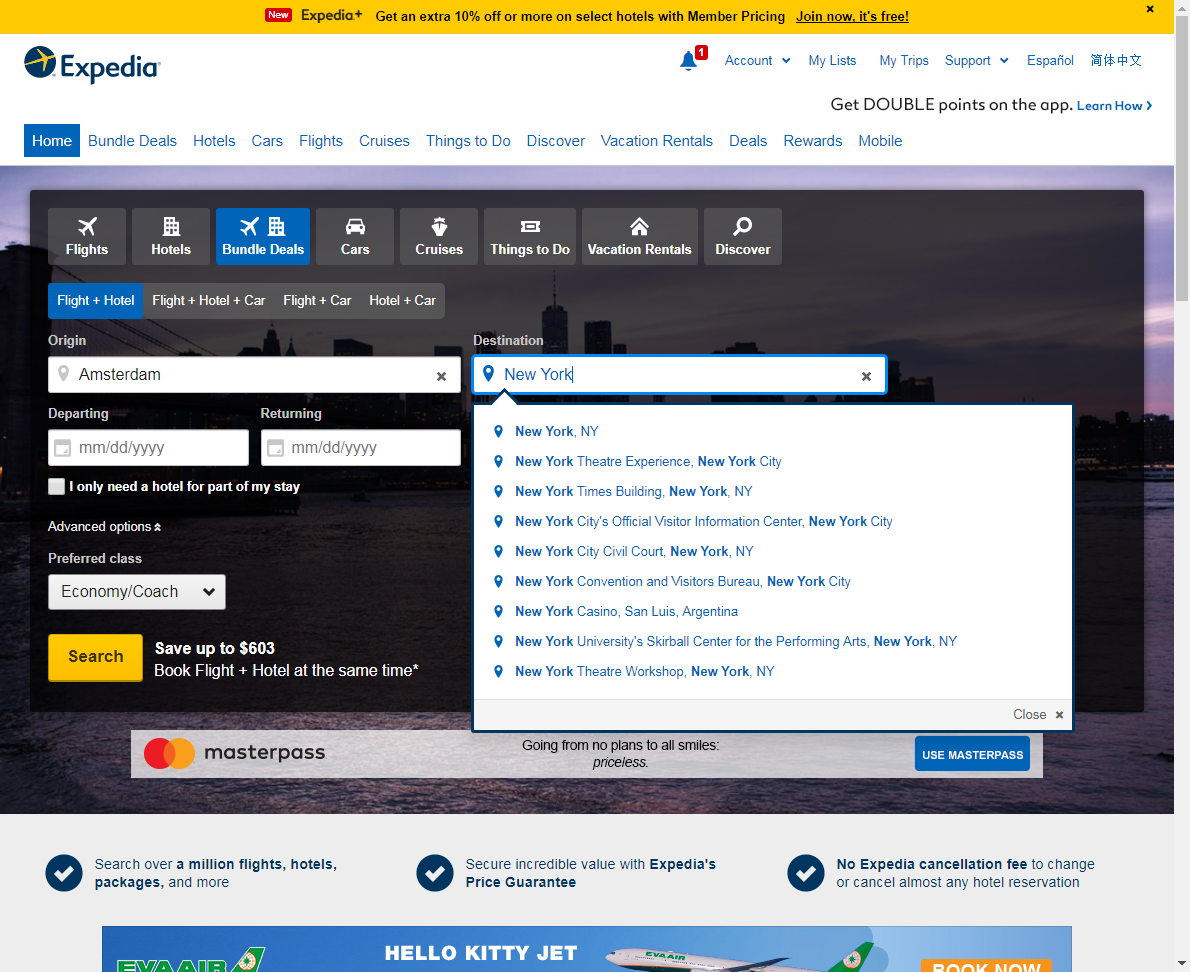 New Expedia+ Get an extra 10% off or more on select hotels with Member Pricing Join now, it's free!
Expedia
1 Account My Lists My Trips Support Español 简体中文
Get DOUBLE points on the app. Learn How
Home Bundle Deals Hotels Cars Flights Cruises Things to Do Discover Vacation Rentals Deals Rewards Mobile
Flights Hotels Bundle Deals Cars Cruises Things to Do Vacation Rentals Discover
Flight + Hotel Flight + Hotel + Car Flight + Car Hotel + Car
Origin Destination
Amsterdam New York
Departing Returning
mm/dd/yyyy mm/dd/yyyy
I only need a hotel for part of my stay
Advanced options
Preferred class
Economy/Coach
Search
Save up to $603
Book Flight + Hotel at the same time*
New York, NY
New York Theatre Experience, New York City
New York Times Building, New York, NY
New York City's Official Visitor Information Center, New York City
New York City Civil Court, New York, NY
New York Convention and Visitors Bureau, New York City
New York Casino, San Luis, Argentina
New York University's Skirball Center for the Performing Arts, New York, NY
New York Theatre Workshop, New York, NY
Close
masterpass
Going from no plans to all smiles:
priceless.
USE MASTERPASS
Search over a million flights, hotels,
packages, and more
Secure incredible value with Expedia's
Price Guarantee
No Expedia cancellation fee to change
or cancel almost any hotel reservation
EVA AIR
HELLO KITTY JET
EVA AIR
BOOK NOW